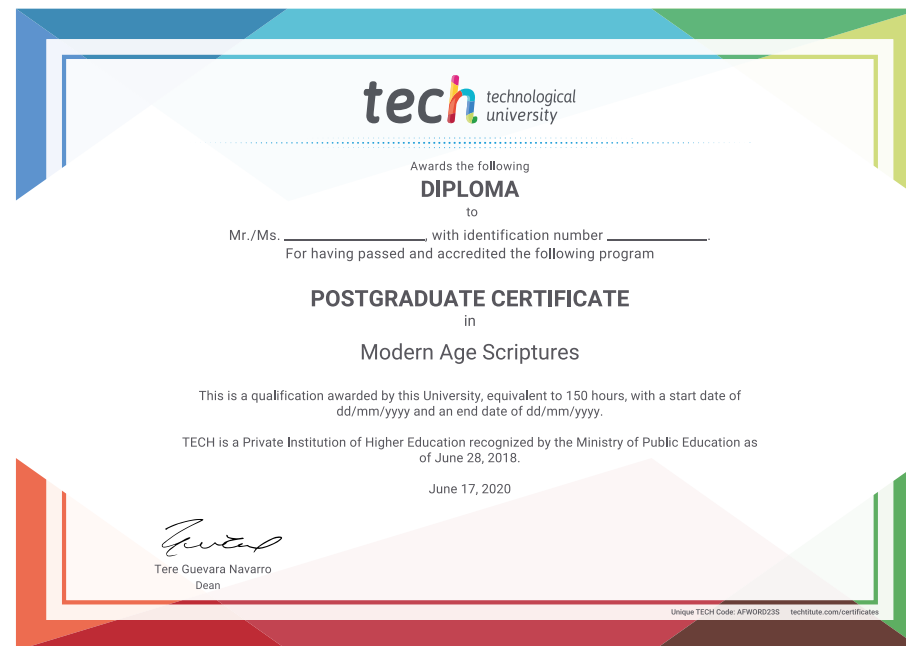 tech technological
university
Awards the following
DIPLOMA
to
Mr./Ms. ____________, with identification number ____________.
For having passed and accredited the following program
POSTGRADUATE CERTIFICATE
in
Modern Age Scriptures
This is a qualification awarded by this University, equivalent to 150 hours, with a start date of
dd/mm/yyyy and an end date of dd/mm/yyyy.
TECH is a Private Institution of Higher Education recognized by the Ministry of Public Education as
of June 28, 2018.
June 17, 2020
Tere Guevara Navarro
Dean
Unique TECH Code: AFWORD23S techtitute.com/certificates